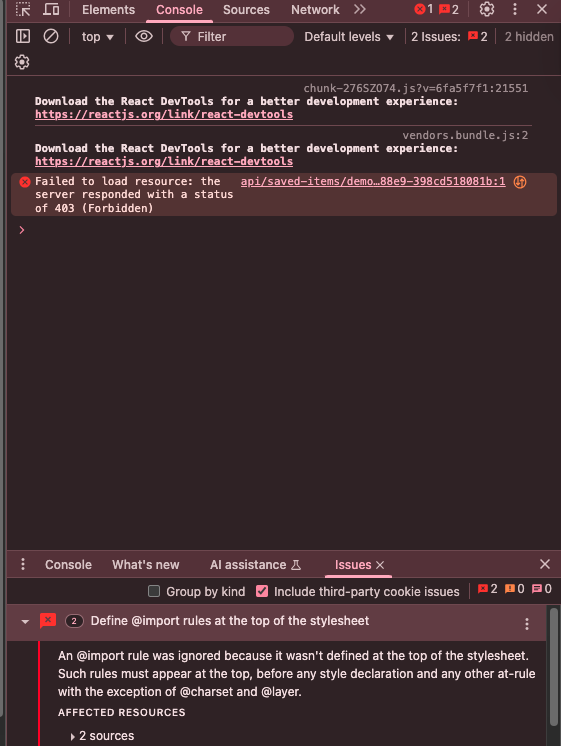 Elements Console Sources Network 1 2
top Filter Default levels 2 Issues: 2 2 hidden
chunk-276SZO74.js?v=6fa5f7f1:21551
Download the React DevTools for a better development experience:
https://reactjs.org/link/react-devtools
vendors.bundle.js:2
Download the React DevTools for a better development experience:
https://reactjs.org/link/react-devtools
Failed to load resource: the api/saved-items/demo…88e9-398cd518081b:1
server responded with a status
of 403 (Forbidden)
Console What's new AI assistance Issues
Group by kind Include third-party cookie issues 2 0 0
2 Define @import rules at the top of the stylesheet
An @import rule was ignored because it wasn't defined at the top of the stylesheet.
Such rules must appear at the top, before any style declaration and any other at-rule
with the exception of @charset and @layer.
AFFECTED RESOURCES
2 sources